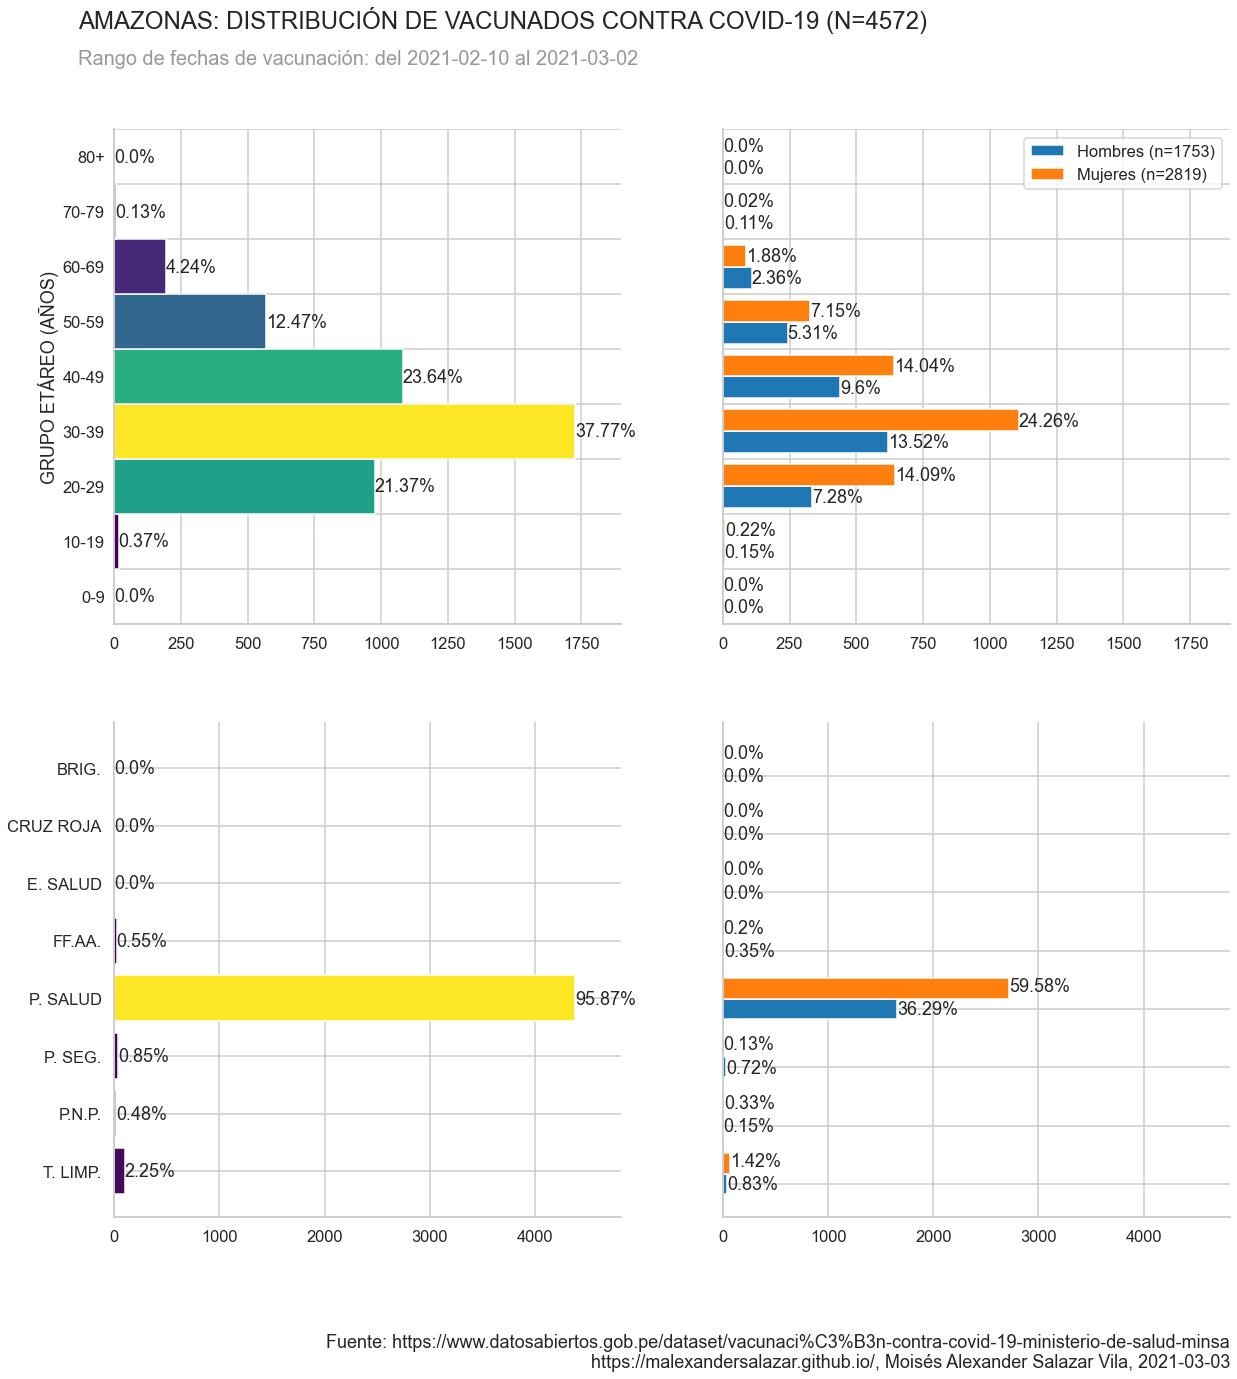 AMAZONAS: DISTRIBUCIÓN DE VACUNADOS CONTRA COVID-19 (N=4572)
Rango de fechas de vacunación: del 2021-02-10 al 2021-03-02
GRUPO ETÁREO (AÑOS)
80+ 0.0%
70-79 0.13%
60-69 4.24%
50-59 12.47%
40-49 23.64%
30-39 37.77%
20-29 21.37%
10-19 0.37%
0-9 0.0%
0 250 500 750 1000 1250 1500 1750
Hombres (n=1753)
Mujeres (n=2819)
0.0%
0.0%
0.02%
0.11%
1.88%
2.36%
7.15%
5.31%
14.04%
9.6%
24.26%
13.52%
14.09%
7.28%
0.22%
0.15%
0.0%
0.0%
0 250 500 750 1000 1250 1500 1750
BRIG. 0.0%
CRUZ ROJA 0.0%
E. SALUD 0.0%
FF.AA. 0.55%
P. SALUD 95.87%
P. SEG. 0.85%
P.N.P. 0.48%
T. LIMP. 2.25%
0 1000 2000 3000 4000
0.0%
0.0%
0.0%
0.0%
0.0%
0.0%
0.2%
0.35%
59.58%
36.29%
0.13%
0.72%
0.33%
0.15%
1.42%
0.83%
0 1000 2000 3000 4000
Fuente: https://www.datosabiertos.gob.pe/dataset/vacunaci%C3%B3n-contra-covid-19-ministerio-de-salud-minsa
https://malexandersalazar.github.io/, Moisés Alexander Salazar Vila, 2021-03-03